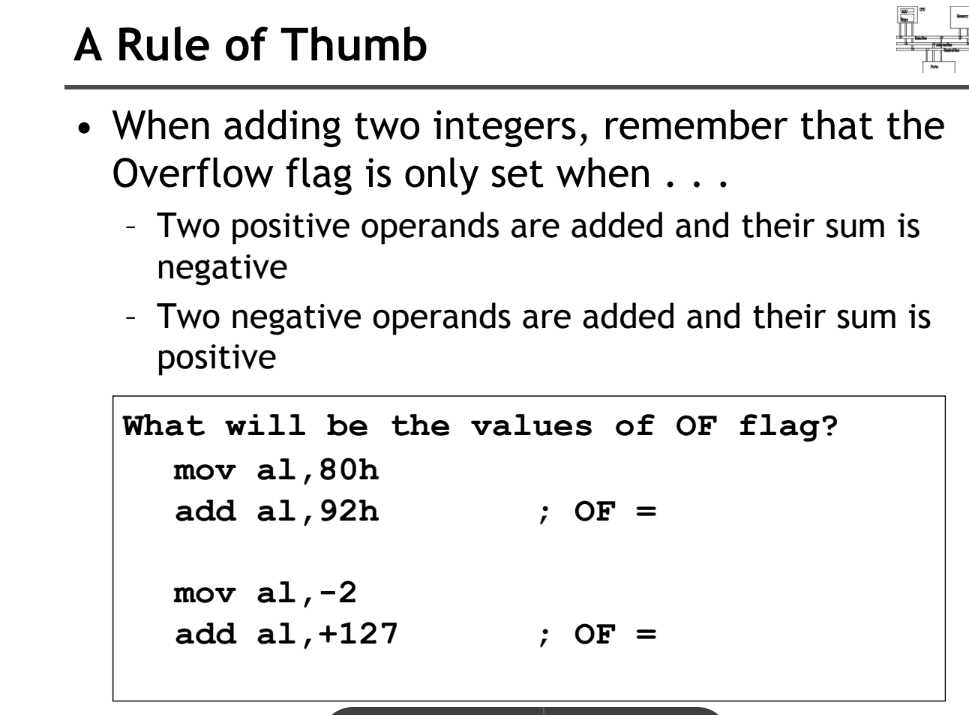 A Rule of Thumb
• When adding two integers, remember that the
Overflow flag is only set when . . .
– Two positive operands are added and their sum is
negative
– Two negative operands are added and their sum is
positive
What will be the values of OF flag?
mov al,80h
add al,92h ; OF =
mov al,-2
add al,+127 ; OF =